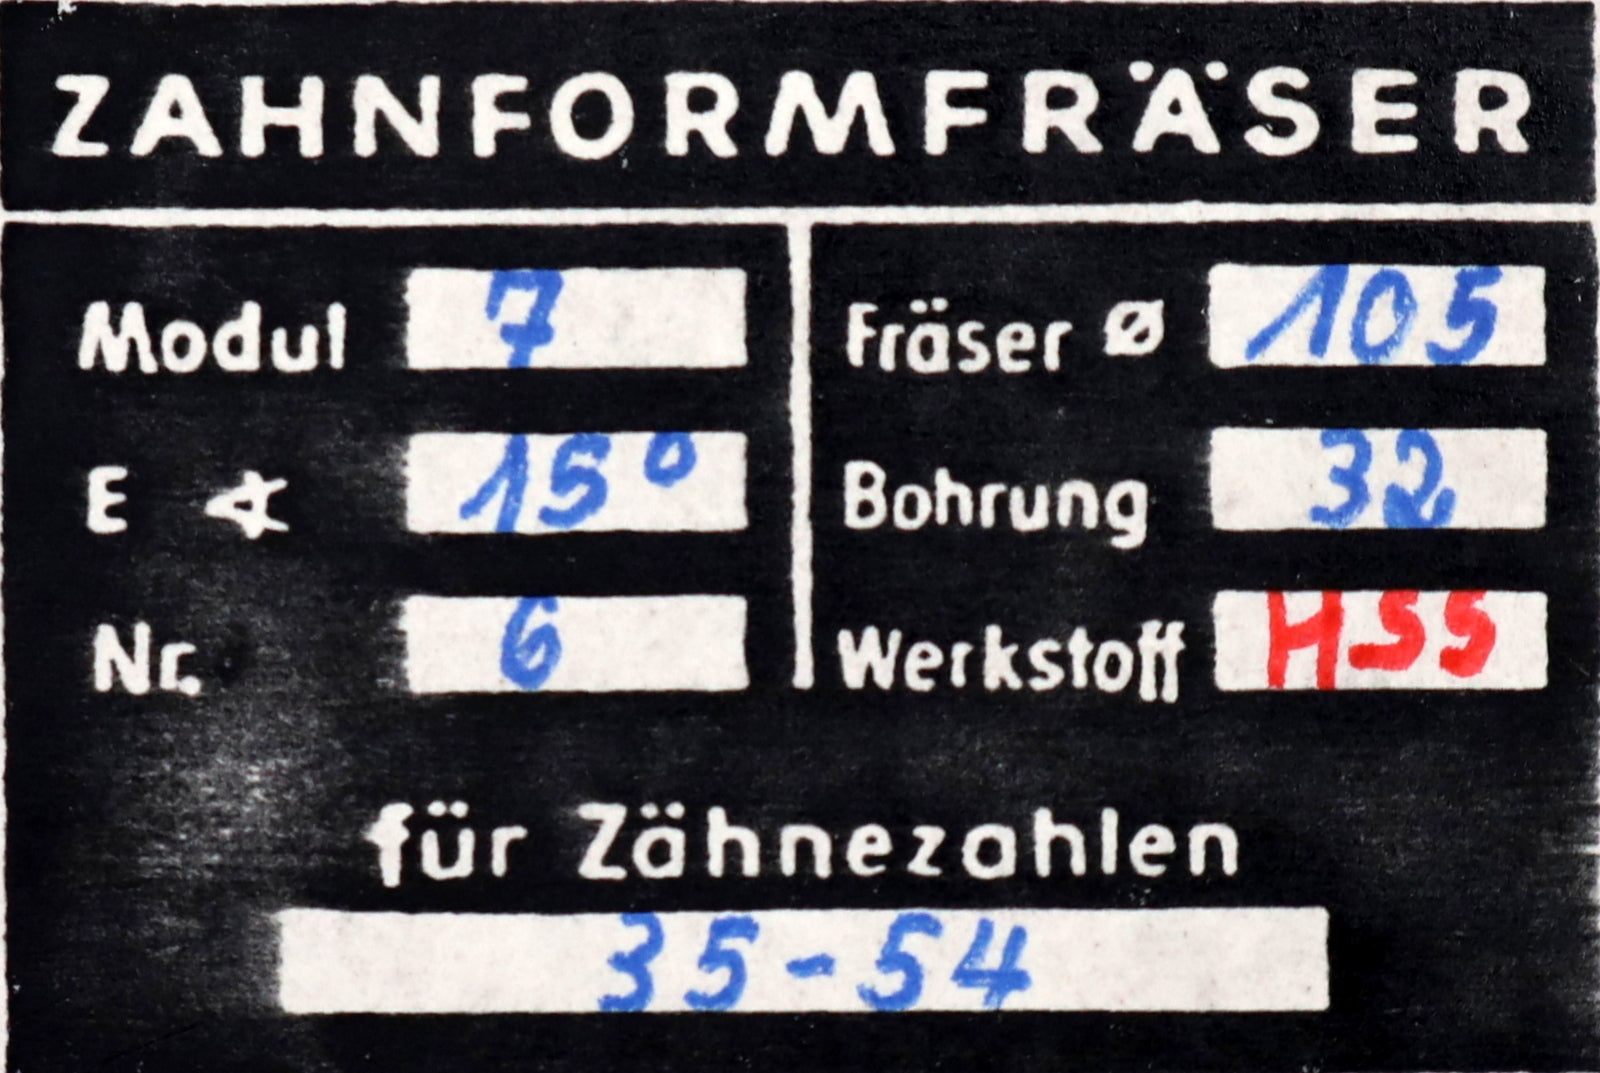 ZAHNFORMFRÄSER
Modul 7
E ∢ 15°
Nr. 6
Fräser Ø 105
Bohrung 32
Werkstoff HSS
für Zähnezahlen
35-54